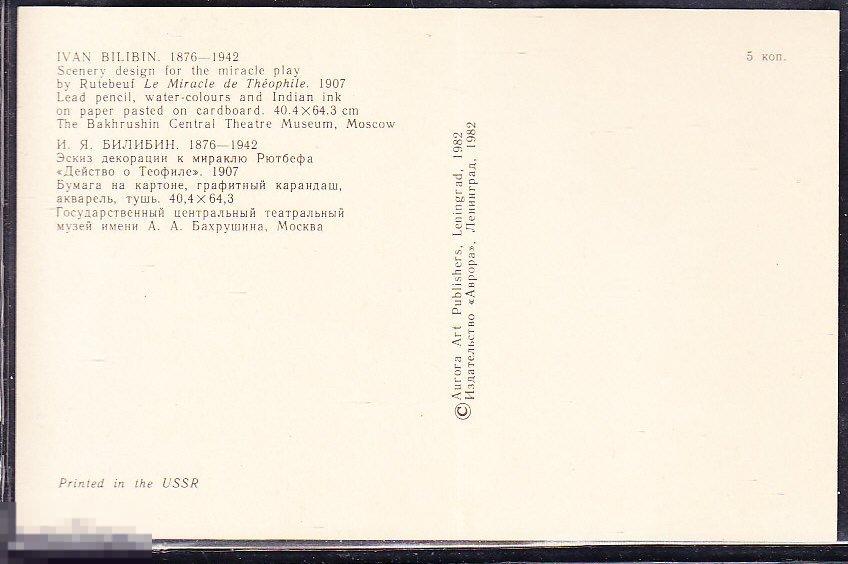 IVAN BILIBIN. 1876—1942
Scenery design for the miracle play
by Rutebeuf Le Miracle de Théophile. 1907
Lead pencil, water-colours and Indian ink
on paper pasted on cardboard. 40.4×64.3 cm
The Bakhrushin Central Theatre Museum, Moscow
И. Я. БИЛИБИН. 1876—1942
Эскиз декорации к мираклю Рютбефа
«Действо о Теофиле». 1907
Бумага на картоне, графитный карандаш,
акварель, тушь. 40,4×64,3
Государственный центральный театральный
музей имени А. А. Бахрушина, Москва
5 коп.
© Aurora Art Publishers, Leningrad, 1982
Издательство «Аврора», Ленинград, 1982
Printed in the USSR